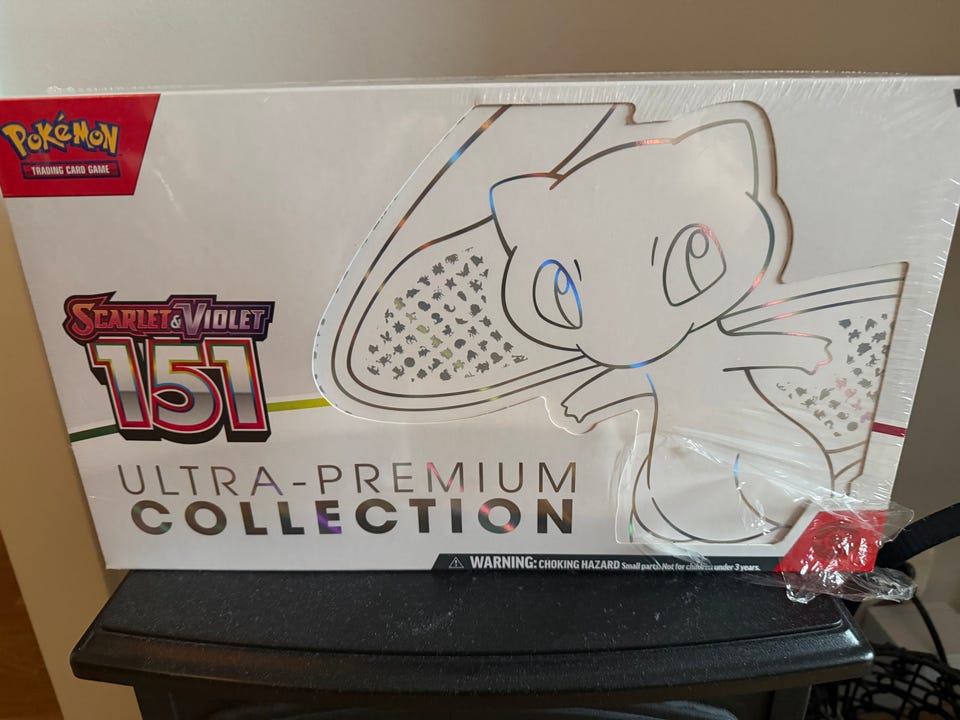 POKéMON
TRADING CARD GAME
SCARLET & VIOLET
151
ULTRA-PREMIUM
COLLECTION
WARNING: CHOKING HAZARD Small parts. Not for children under 3 years.